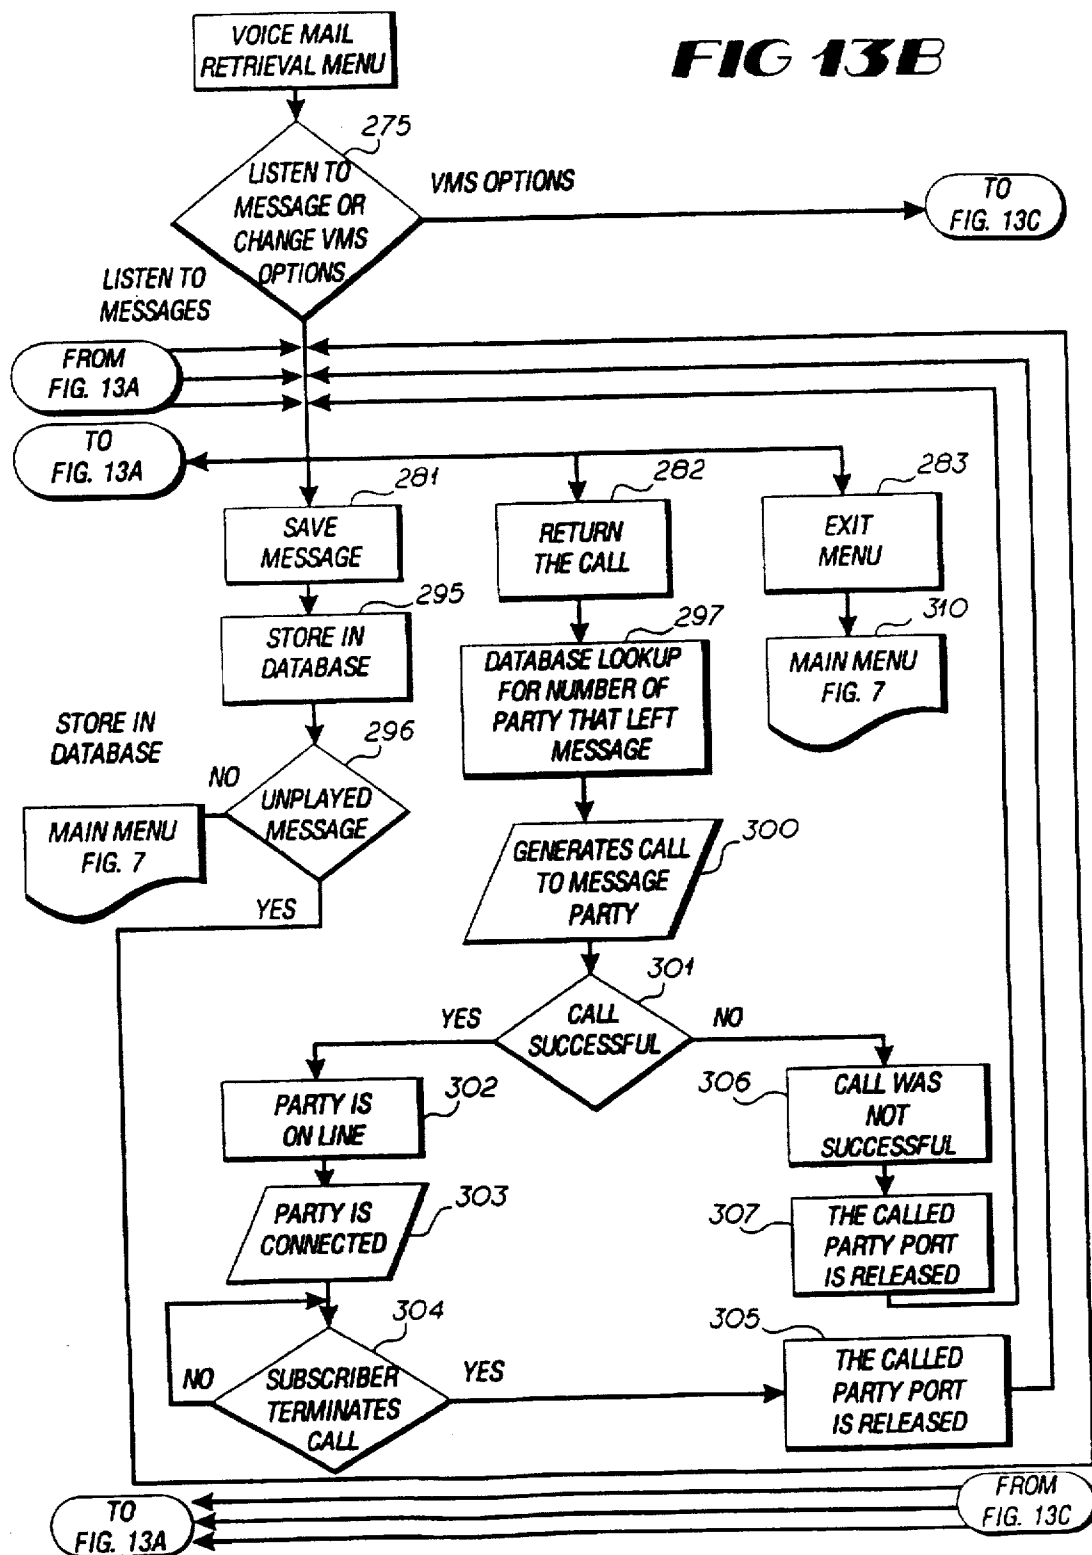 VOICE MAIL
RETRIEVAL MENU
FIG 13B
275
LISTEN TO
MESSAGE OR
CHANGE VMS
OPTIONS.
VMS OPTIONS
TO
FIG. 13C
LISTEN TO
MESSAGES
FROM
FIG. 13A
TO
FIG. 13A
281
SAVE
MESSAGE
282
RETURN
THE CALL
283
EXIT
MENU
295
STORE IN
DATABASE
297
DATABASE LOOKUP
FOR NUMBER OF
PARTY THAT LEFT
MESSAGE
310
MAIN MENU
FIG. 7
STORE IN
DATABASE
296
NO
UNPLAYED
MESSAGE
MAIN MENU
FIG. 7
YES
300
GENERATES CALL
TO MESSAGE
PARTY
301
YES
CALL
SUCCESSFUL
NO
302
PARTY IS
ON LINE
306
CALL WAS
NOT
SUCCESSFUL
303
PARTY IS
CONNECTED
307
THE CALLED
PARTY PORT
IS RELEASED
304
NO
SUBSCRIBER
TERMINATES
CALL
YES
305
THE CALLED
PARTY PORT
IS RELEASED
TO
FIG. 13A
FROM
FIG. 13C